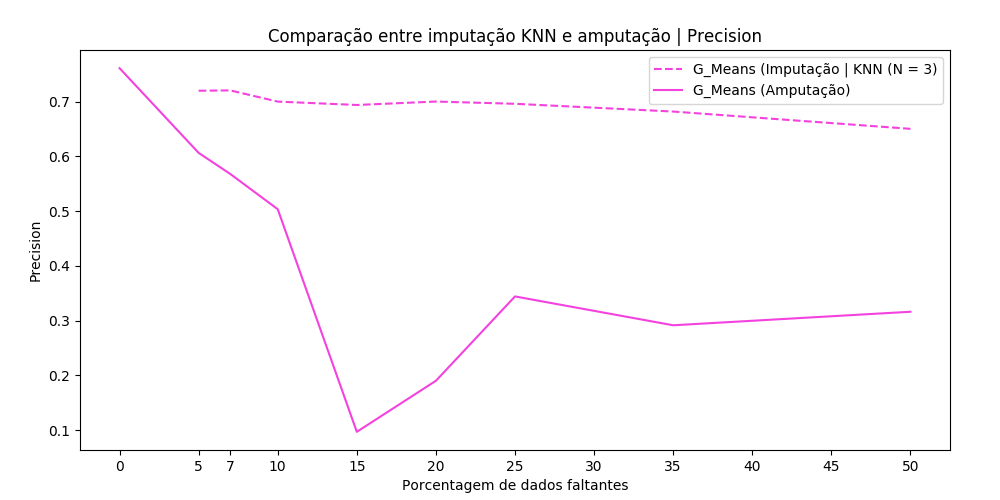 Comparação entre imputação KNN e amputação | Precision
G_Means (Imputação | KNN (N = 3)
G_Means (Amputação)
Precision
0.7
0.6
0.5
0.4
0.3
0.2
0.1
0 5 7 10 15 20 25 30 35 40 45 50
Porcentagem de dados faltantes